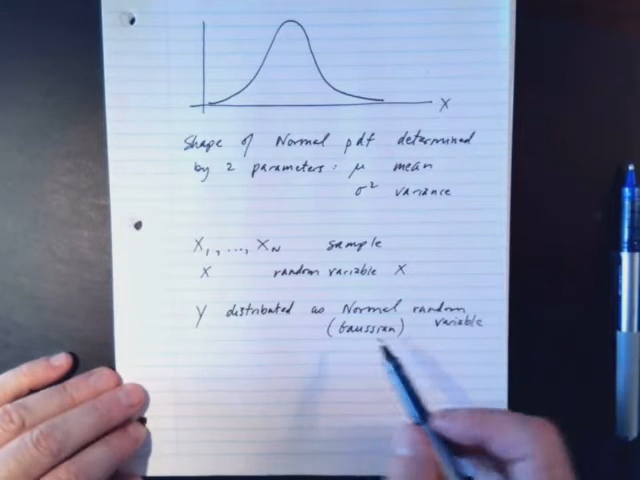 X
Shape of Normal pdf determined
by 2 parameters: μ mean
σ² variance
X₁, ..., X_N sample
X random variable X
Y distributed as Normal random
(Gaussian) variable